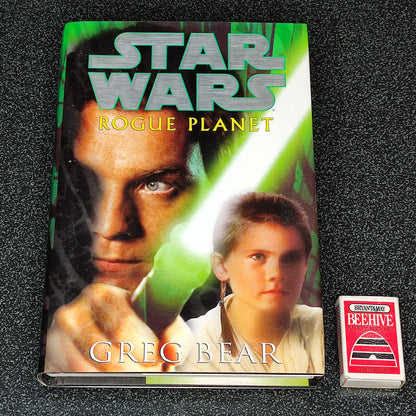 STAR
WARS
ROGUE PLANET
GREG BEAR
BRYANT&MAY
BEEHIVE